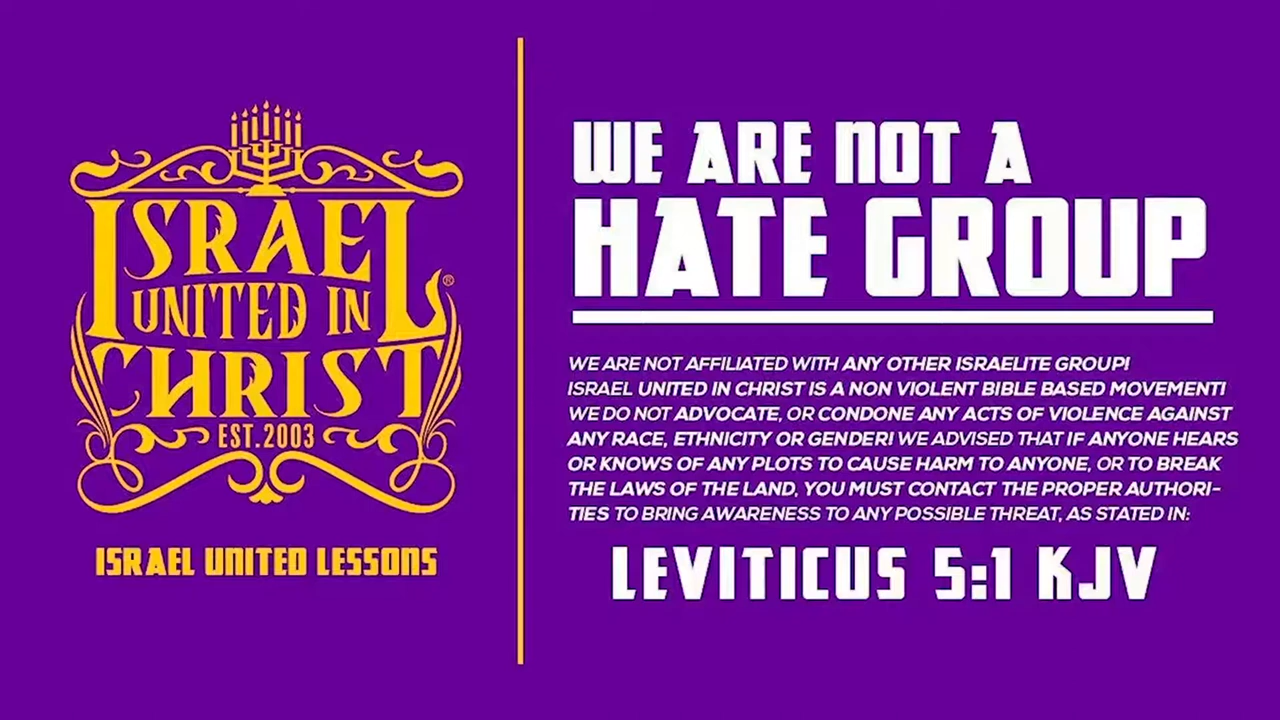 ISRAEL
UNITED IN
CHRIST
®
EST. 2003
ISRAEL UNITED LESSONS
WE ARE NOT A
HATE GROUP
WE ARE NOT AFFILIATED WITH ANY OTHER ISRAELITE GROUP!
ISRAEL UNITED IN CHRIST IS A NON VIOLENT BIBLE BASED MOVEMENT!
WE DO NOT ADVOCATE, OR CONDONE ANY ACTS OF VIOLENCE AGAINST
ANY RACE, ETHNICITY OR GENDER! WE ADVISED THAT IF ANYONE HEARS
OR KNOWS OF ANY PLOTS TO CAUSE HARM TO ANYONE, OR TO BREAK
THE LAWS OF THE LAND, YOU MUST CONTACT THE PROPER AUTHORI-
TIES TO BRING AWARENESS TO ANY POSSIBLE THREAT, AS STATED IN:
LEVITICUS 5:1 KJV